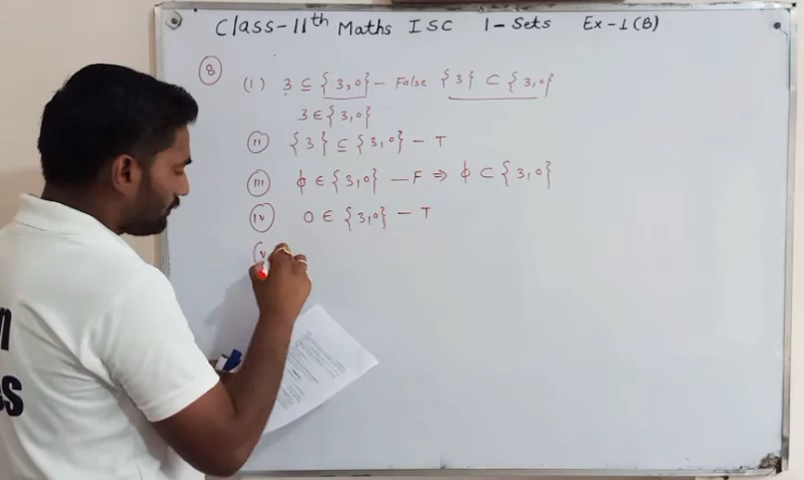 Class-11th Maths ISC 1-Sets Ex-1(B)
8
(i) 3 ⊆ {3,0} - False {3} ⊂ {3,0}
3 ∈ {3,0}
(ii) {3} ⊆ {3,0} - T
(iii) ϕ ∈ {3,0} - F ⇒ ϕ ⊂ {3,0}
(iv) 0 ∈ {3,0} - T
(v